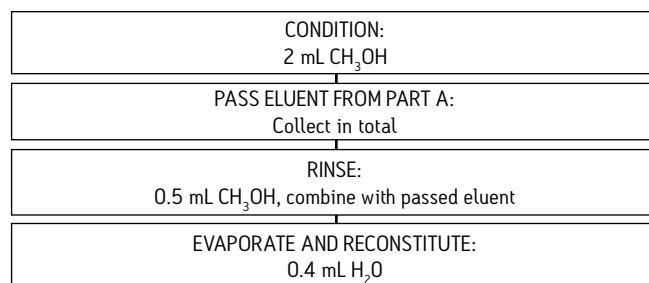 CONDITION:
2 mL CH₃OH
PASS ELUENT FROM PART A:
Collect in total
RINSE:
0.5 mL CH₃OH, combine with passed eluent
EVAPORATE AND RECONSTITUTE:
0.4 mL H₂O